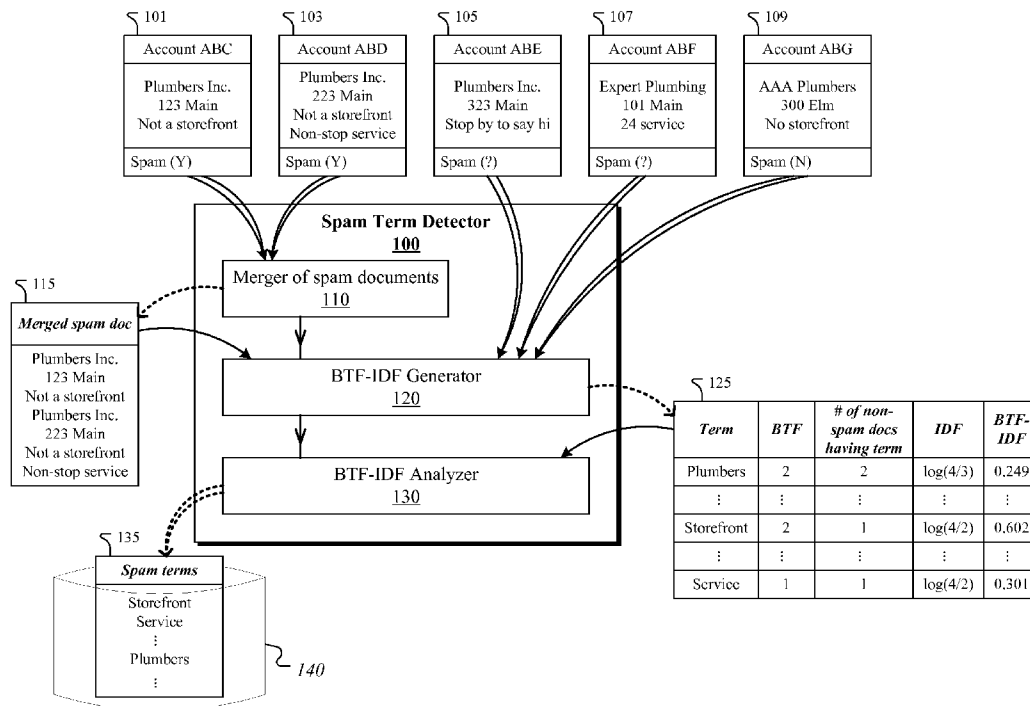 101
103
105
107
109
Account ABC
Plumbers Inc.
123 Main
Not a storefront
Spam (Y)
Account ABD
Plumbers Inc.
223 Main
Not a storefront
Non-stop service
Spam (Y)
Account ABE
Plumbers Inc.
323 Main
Stop by to say hi
Spam (?)
Account ABF
Expert Plumbing
101 Main
24 service
Spam (?)
Account ABG
AAA Plumbers
300 Elm
No storefront
Spam (N)
Spam Term Detector
100
Merger of spam documents
110
115
Merged spam doc
Plumbers Inc.
123 Main
Not a storefront
Plumbers Inc.
223 Main
Not a storefront
Non-stop service
BTF-IDF Generator
120
125
Term BTF # of non-spam docs having term IDF BTF-IDF
Plumbers 2 2 log(4/3) 0.249
⋮ ⋮ ⋮ ⋮ ⋮
Storefront 2 1 log(4/2) 0.602
⋮ ⋮ ⋮ ⋮ ⋮
Service 1 1 log(4/2) 0.301
BTF-IDF Analyzer
130
135
Spam terms
Storefront
Service
⋮
Plumbers
⋮
140